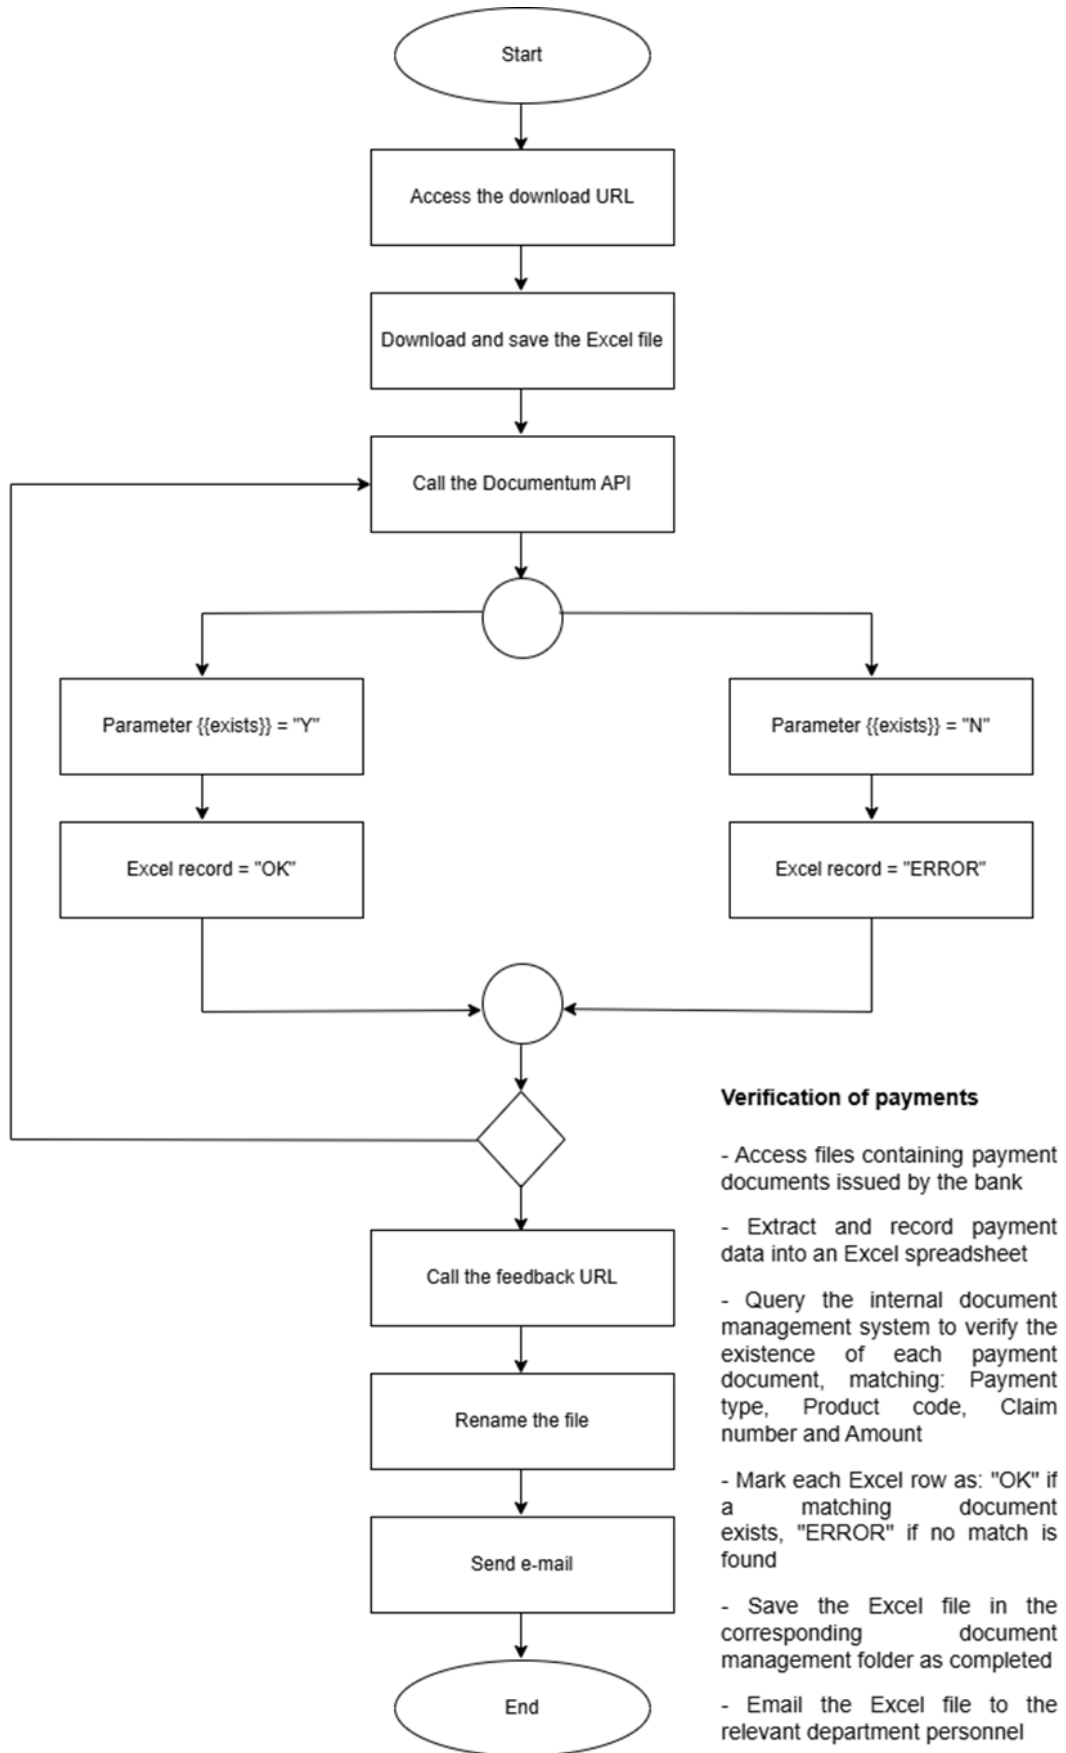 Start
Access the download URL
Download and save the Excel file
Call the Documentum API
Parameter {{exists}} = "Y"
Parameter {{exists}} = "N"
Excel record = "OK"
Excel record = "ERROR"
Call the feedback URL
Rename the file
Send e-mail
End
Verification of payments
- Access files containing payment
documents issued by the bank
- Extract and record payment
data into an Excel spreadsheet
- Query the internal document
management system to verify the
existence of each payment
document, matching: Payment
type, Product code, Claim
number and Amount
- Mark each Excel row as: "OK" if
a matching document
exists, "ERROR" if no match is
found
- Save the Excel file in the
corresponding document
management folder as completed
- Email the Excel file to the
relevant department personnel